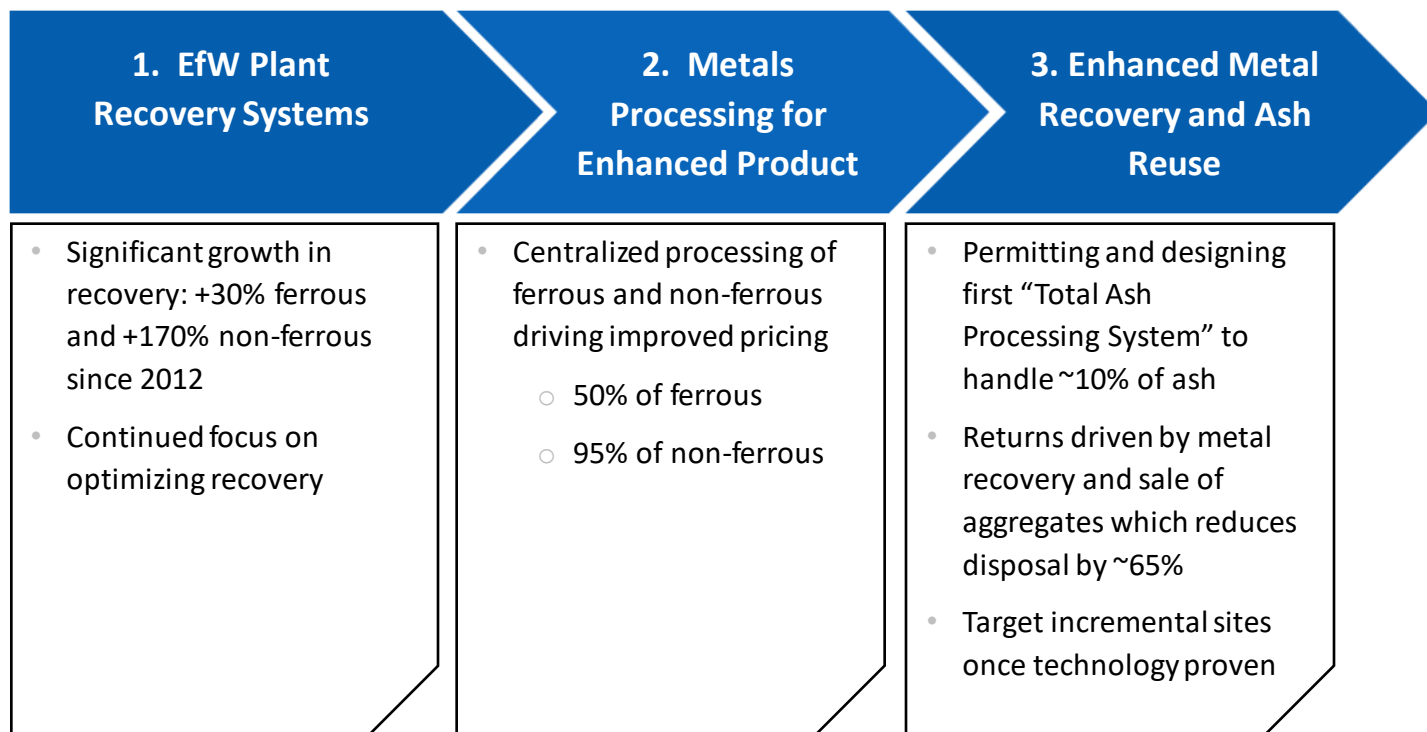 1.  EfW Plant
Recovery Systems
2.  Metals
Processing for
Enhanced Product
3. Enhanced Metal
Recovery and Ash
Reuse
• Significant growth in
recovery: +30% ferrous
and +170% non-ferrous
since 2012
• Continued focus on
optimizing recovery
• Centralized processing of
ferrous and non-ferrous
driving improved pricing
o 50% of ferrous
o 95% of non-ferrous
• Permitting and designing
first “Total Ash
Processing System” to
handle ~10% of ash
• Returns driven by metal
recovery and sale of
aggregates which reduces
disposal by ~65%
• Target incremental sites
once technology proven